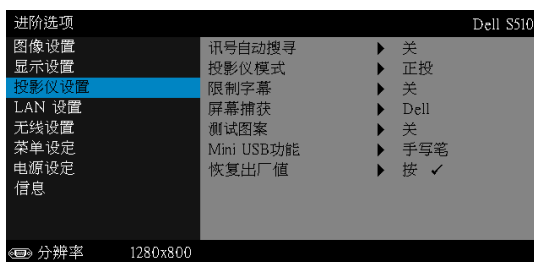 进阶选项 Dell S510
图像设置
显示设置
投影仪设置
LAN 设置
无线设置
菜单设定
电源设定
信息
讯号自动搜寻 ▶ 关
投影仪模式 ▶ 正投
限制字幕 ▶ 关
屏幕捕获 ▶ Dell
测试图案 ▶ 关
Mini USB功能 ▶ 手写笔
恢复出厂值 ▶ 按 ✓
分辨率 1280x800